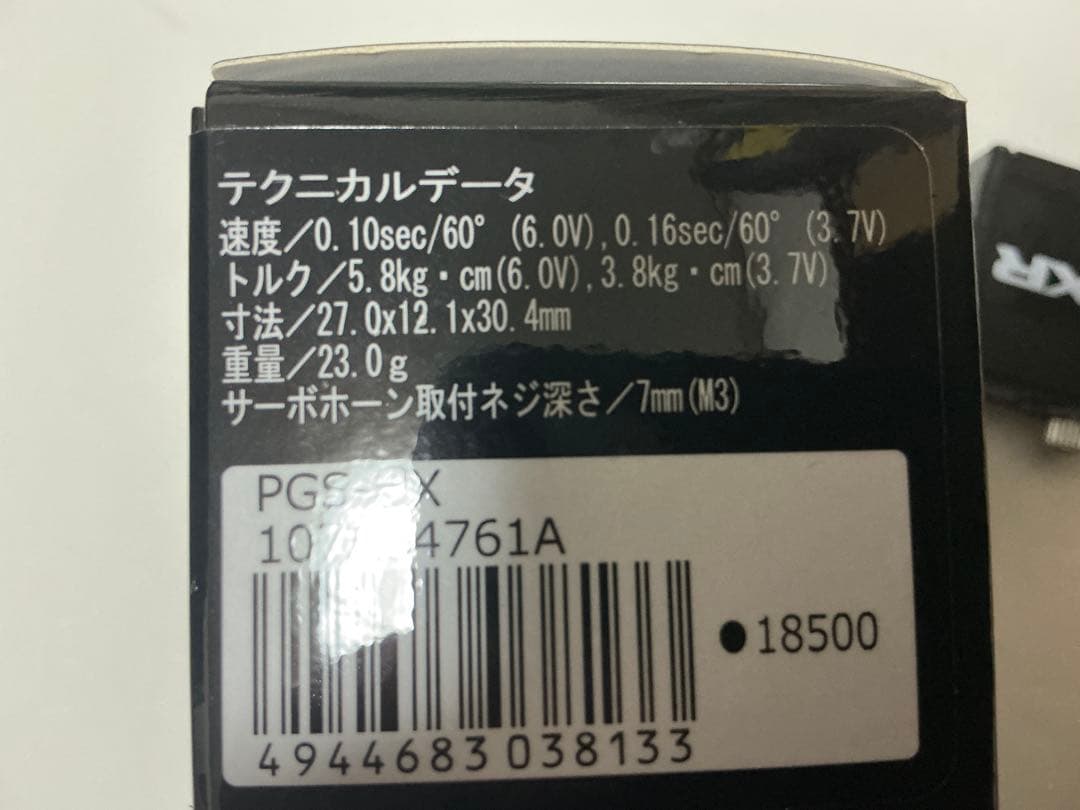 テクニカルデータ
速度/0.10sec/60° (6.0V),0.16sec/60° (3.7V)
トルク/5.8kg・cm(6.0V),3.8kg・cm(3.7V)
寸法/27.0x12.1x30.4mm
重量/23.0g
サーボホーン取付ネジ深さ/7mm(M3)
●18500
4944683038133
XR